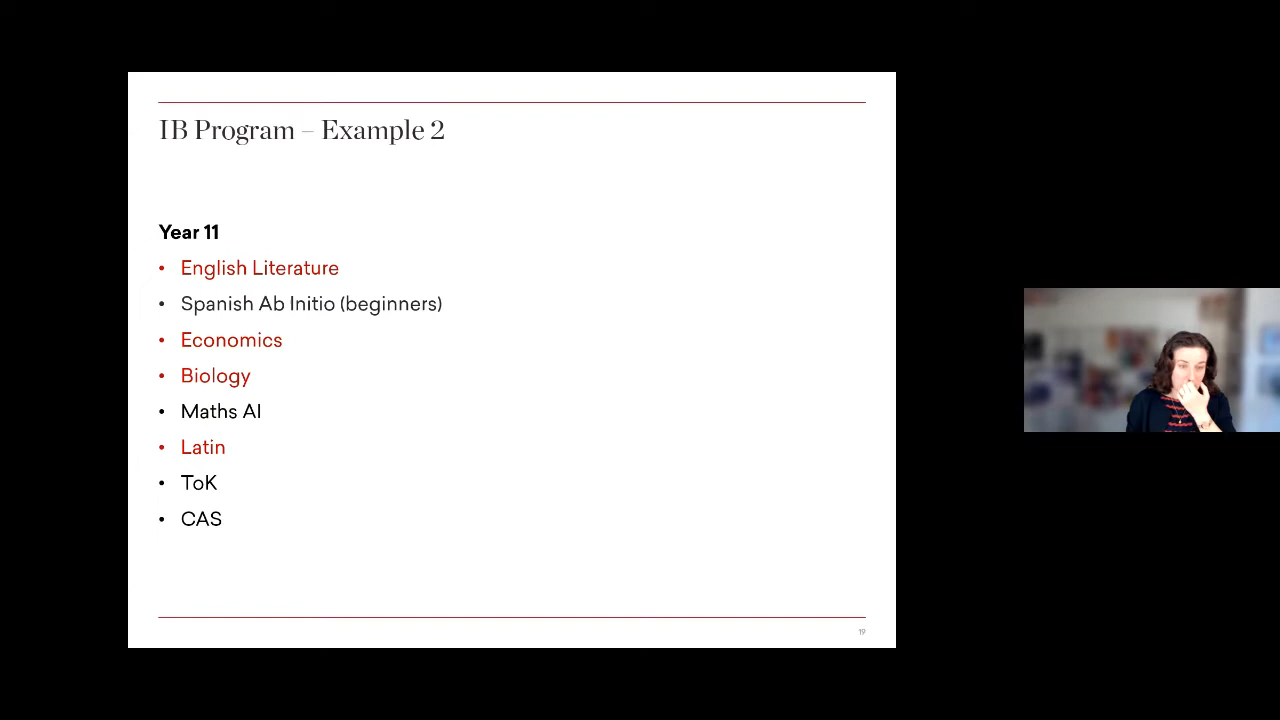 IB Program – Example 2
Year 11
• English Literature
• Spanish Ab Initio (beginners)
• Economics
• Biology
• Maths AI
• Latin
• ToK
• CAS
19